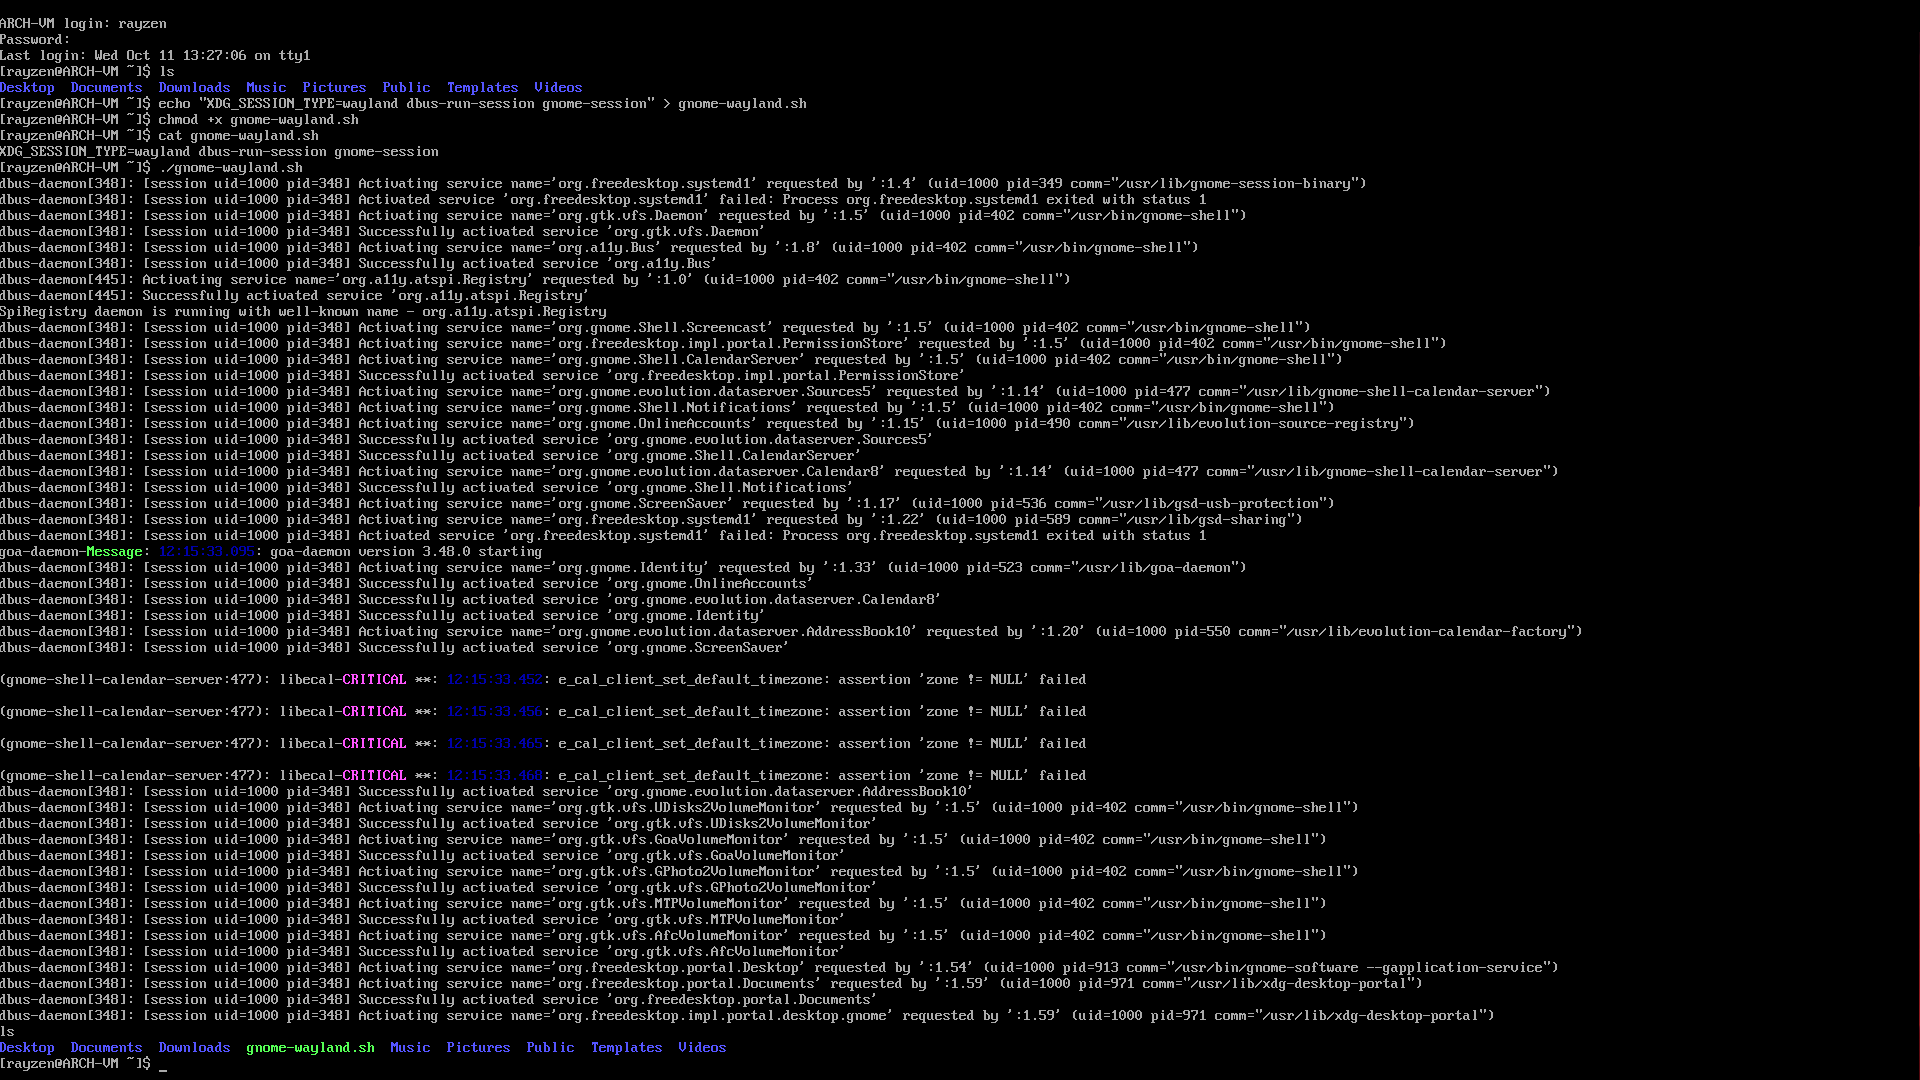 ARCH-VM login: rayzen
Password:
Last login: Wed Oct 11 13:27:06 on tty1
[rayzen@ARCH-VM ~]$ ls
Desktop  Documents  Downloads  Music  Pictures  Public  Templates  Videos
[rayzen@ARCH-VM ~]$ echo "XDG_SESSION_TYPE=wayland dbus-run-session gnome-session" > gnome-wayland.sh
[rayzen@ARCH-VM ~]$ chmod +x gnome-wayland.sh
[rayzen@ARCH-VM ~]$ cat gnome-wayland.sh
XDG_SESSION_TYPE=wayland dbus-run-session gnome-session
[rayzen@ARCH-VM ~]$ ./gnome-wayland.sh
dbus-daemon[348]: [session uid=1000 pid=348] Activating service name='org.freedesktop.systemd1' requested by ':1.4' (uid=1000 pid=349 comm="/usr/lib/gnome-session-binary")
dbus-daemon[348]: [session uid=1000 pid=348] Activated service 'org.freedesktop.systemd1' failed: Process org.freedesktop.systemd1 exited with status 1
dbus-daemon[348]: [session uid=1000 pid=348] Activating service name='org.gtk.vfs.Daemon' requested by ':1.5' (uid=1000 pid=402 comm="/usr/bin/gnome-shell")
dbus-daemon[348]: [session uid=1000 pid=348] Successfully activated service 'org.gtk.vfs.Daemon'
dbus-daemon[348]: [session uid=1000 pid=348] Activating service name='org.a11y.Bus' requested by ':1.8' (uid=1000 pid=402 comm="/usr/bin/gnome-shell")
dbus-daemon[348]: [session uid=1000 pid=348] Successfully activated service 'org.a11y.Bus'
dbus-daemon[445]: Activating service name='org.a11y.atspi.Registry' requested by ':1.0' (uid=1000 pid=402 comm="/usr/bin/gnome-shell")
dbus-daemon[445]: Successfully activated service 'org.a11y.atspi.Registry'
SpiRegistry daemon is running with well-known name - org.a11y.atspi.Registry
dbus-daemon[348]: [session uid=1000 pid=348] Activating service name='org.gnome.Shell.Screencast' requested by ':1.5' (uid=1000 pid=402 comm="/usr/bin/gnome-shell")
dbus-daemon[348]: [session uid=1000 pid=348] Activating service name='org.freedesktop.impl.portal.PermissionStore' requested by ':1.5' (uid=1000 pid=402 comm="/usr/bin/gnome-shell")
dbus-daemon[348]: [session uid=1000 pid=348] Activating service name='org.gnome.Shell.CalendarServer' requested by ':1.5' (uid=1000 pid=402 comm="/usr/bin/gnome-shell")
dbus-daemon[348]: [session uid=1000 pid=348] Successfully activated service 'org.freedesktop.impl.portal.PermissionStore'
dbus-daemon[348]: [session uid=1000 pid=348] Activating service name='org.gnome.evolution.dataserver.Sources5' requested by ':1.14' (uid=1000 pid=477 comm="/usr/lib/gnome-shell-calendar-server")
dbus-daemon[348]: [session uid=1000 pid=348] Activating service name='org.gnome.Shell.Notifications' requested by ':1.5' (uid=1000 pid=402 comm="/usr/bin/gnome-shell")
dbus-daemon[348]: [session uid=1000 pid=348] Activating service name='org.gnome.OnlineAccounts' requested by ':1.15' (uid=1000 pid=490 comm="/usr/lib/evolution-source-registry")
dbus-daemon[348]: [session uid=1000 pid=348] Successfully activated service 'org.gnome.evolution.dataserver.Sources5'
dbus-daemon[348]: [session uid=1000 pid=348] Successfully activated service 'org.gnome.Shell.CalendarServer'
dbus-daemon[348]: [session uid=1000 pid=348] Activating service name='org.gnome.evolution.dataserver.Calendar8' requested by ':1.14' (uid=1000 pid=477 comm="/usr/lib/gnome-shell-calendar-server")
dbus-daemon[348]: [session uid=1000 pid=348] Successfully activated service 'org.gnome.Shell.Notifications'
dbus-daemon[348]: [session uid=1000 pid=348] Activating service name='org.gnome.ScreenSaver' requested by ':1.17' (uid=1000 pid=536 comm="/usr/lib/gsd-usb-protection")
dbus-daemon[348]: [session uid=1000 pid=348] Activating service name='org.freedesktop.systemd1' requested by ':1.22' (uid=1000 pid=589 comm="/usr/lib/gsd-sharing")
dbus-daemon[348]: [session uid=1000 pid=348] Activated service 'org.freedesktop.systemd1' failed: Process org.freedesktop.systemd1 exited with status 1
goa-daemon-Message: 12:15:33.095: goa-daemon version 3.48.0 starting
dbus-daemon[348]: [session uid=1000 pid=348] Activating service name='org.gnome.Identity' requested by ':1.33' (uid=1000 pid=523 comm="/usr/lib/goa-daemon")
dbus-daemon[348]: [session uid=1000 pid=348] Successfully activated service 'org.gnome.OnlineAccounts'
dbus-daemon[348]: [session uid=1000 pid=348] Successfully activated service 'org.gnome.evolution.dataserver.Calendar8'
dbus-daemon[348]: [session uid=1000 pid=348] Successfully activated service 'org.gnome.Identity'
dbus-daemon[348]: [session uid=1000 pid=348] Activating service name='org.gnome.evolution.dataserver.AddressBook10' requested by ':1.20' (uid=1000 pid=550 comm="/usr/lib/evolution-calendar-factory")
dbus-daemon[348]: [session uid=1000 pid=348] Successfully activated service 'org.gnome.ScreenSaver'
(gnome-shell-calendar-server:477): libecal-CRITICAL **: 12:15:33.452: e_cal_client_set_default_timezone: assertion 'zone != NULL' failed
(gnome-shell-calendar-server:477): libecal-CRITICAL **: 12:15:33.456: e_cal_client_set_default_timezone: assertion 'zone != NULL' failed
(gnome-shell-calendar-server:477): libecal-CRITICAL **: 12:15:33.465: e_cal_client_set_default_timezone: assertion 'zone != NULL' failed
(gnome-shell-calendar-server:477): libecal-CRITICAL **: 12:15:33.468: e_cal_client_set_default_timezone: assertion 'zone != NULL' failed
dbus-daemon[348]: [session uid=1000 pid=348] Successfully activated service 'org.gnome.evolution.dataserver.AddressBook10'
dbus-daemon[348]: [session uid=1000 pid=348] Activating service name='org.gtk.vfs.UDisks2VolumeMonitor' requested by ':1.5' (uid=1000 pid=402 comm="/usr/bin/gnome-shell")
dbus-daemon[348]: [session uid=1000 pid=348] Successfully activated service 'org.gtk.vfs.UDisks2VolumeMonitor'
dbus-daemon[348]: [session uid=1000 pid=348] Activating service name='org.gtk.vfs.GoaVolumeMonitor' requested by ':1.5' (uid=1000 pid=402 comm="/usr/bin/gnome-shell")
dbus-daemon[348]: [session uid=1000 pid=348] Successfully activated service 'org.gtk.vfs.GoaVolumeMonitor'
dbus-daemon[348]: [session uid=1000 pid=348] Activating service name='org.gtk.vfs.GPhoto2VolumeMonitor' requested by ':1.5' (uid=1000 pid=402 comm="/usr/bin/gnome-shell")
dbus-daemon[348]: [session uid=1000 pid=348] Successfully activated service 'org.gtk.vfs.GPhoto2VolumeMonitor'
dbus-daemon[348]: [session uid=1000 pid=348] Activating service name='org.gtk.vfs.MTPVolumeMonitor' requested by ':1.5' (uid=1000 pid=402 comm="/usr/bin/gnome-shell")
dbus-daemon[348]: [session uid=1000 pid=348] Successfully activated service 'org.gtk.vfs.MTPVolumeMonitor'
dbus-daemon[348]: [session uid=1000 pid=348] Activating service name='org.gtk.vfs.AfcVolumeMonitor' requested by ':1.5' (uid=1000 pid=402 comm="/usr/bin/gnome-shell")
dbus-daemon[348]: [session uid=1000 pid=348] Successfully activated service 'org.gtk.vfs.AfcVolumeMonitor'
dbus-daemon[348]: [session uid=1000 pid=348] Activating service name='org.freedesktop.portal.Desktop' requested by ':1.54' (uid=1000 pid=913 comm="/usr/bin/gnome-software --gapplication-service")
dbus-daemon[348]: [session uid=1000 pid=348] Activating service name='org.freedesktop.portal.Documents' requested by ':1.59' (uid=1000 pid=971 comm="/usr/lib/xdg-desktop-portal")
dbus-daemon[348]: [session uid=1000 pid=348] Successfully activated service 'org.freedesktop.portal.Documents'
dbus-daemon[348]: [session uid=1000 pid=348] Activating service name='org.freedesktop.impl.portal.desktop.gnome' requested by ':1.59' (uid=1000 pid=971 comm="/usr/lib/xdg-desktop-portal")
ls
Desktop  Documents  Downloads  gnome-wayland.sh  Music  Pictures  Public  Templates  Videos
[rayzen@ARCH-VM ~]$ _